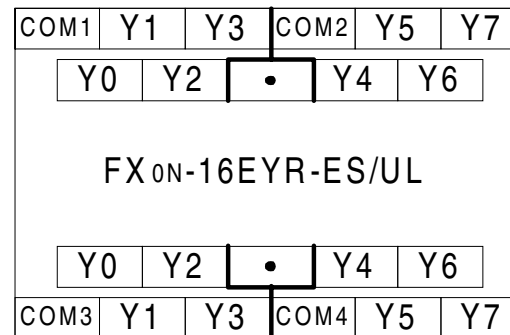 COM1 Y1 Y3 COM2 Y5 Y7
Y0 Y2 • Y4 Y6
FX0N-16EYR-ES/UL
Y0 Y2 • Y4 Y6
COM3 Y1 Y3 COM4 Y5 Y7